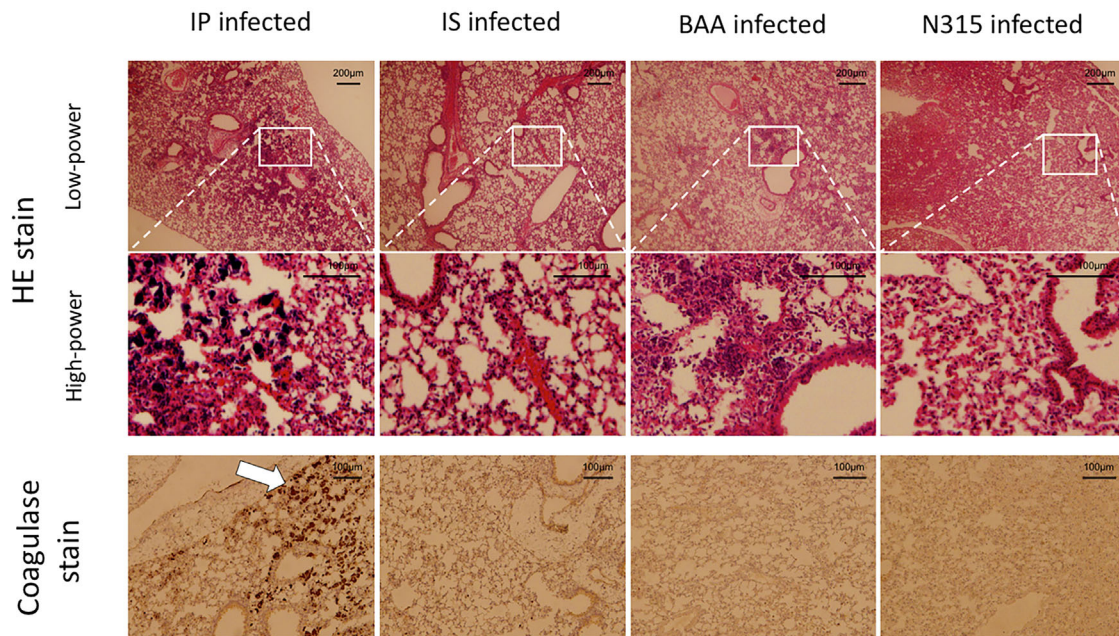 IP infected
IS infected
BAA infected
N315 infected
HE stain
Low-power
200µm
200µm
200µm
200µm
High-power
100µm
100µm
100µm
100µm
Coagulase
stain
100µm
100µm
100µm
100µm